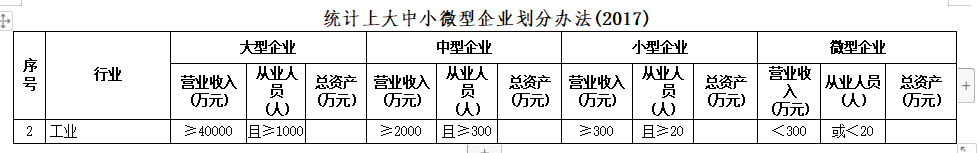 统计上大中小微型企业划分办法(2017)
序号 行业 大型企业 中型企业 小型企业 微型企业
营业收入(万元) 从业人员(人) 总资产(万元) 营业收入(万元) 从业人员(人) 总资产(万元) 营业收入(万元) 从业人员(人) 总资产(万元) 营业收入(万元) 从业人员(人) 总资产(万元)
2 工业 ≥40000 且≥1000 ≥2000 且≥300 ≥300 且≥20 <300 或<20